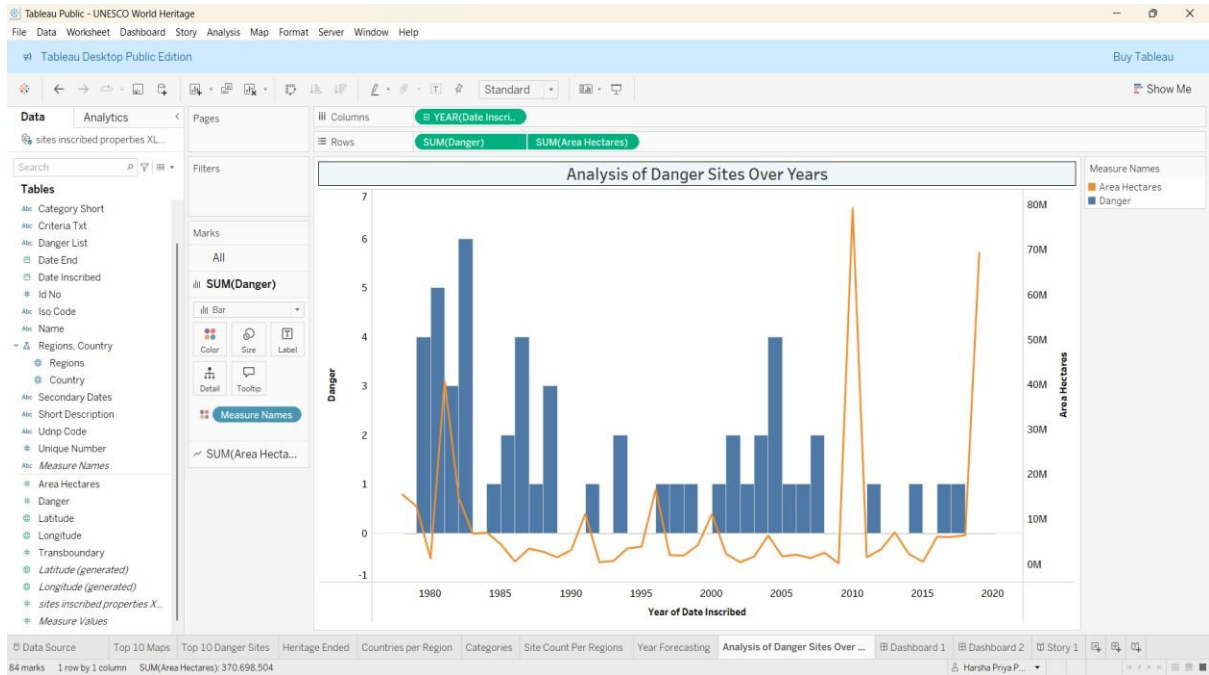 Tableau Public - UNESCO World Heritage
File Data Worksheet Dashboard Story Analysis Map Format Server Window Help
Tableau Desktop Public Edition
Buy Tableau
Standard
Show Me
Data Analytics
sites inscribed properties XL...
Search
Tables
Abc Category Short
Abc Criteria Txt
Abc Danger List
Date End
Date Inscribed
# Id No
Abc Iso Code
Abc Name
Regions, Country
Regions
Country
Abc Secondary Dates
Abc Short Description
Abc Udnp Code
# Unique Number
Abc Measure Names
# Area Hectares
# Danger
Latitude
Longitude
# Transboundary
Latitude (generated)
Longitude (generated)
# sites inscribed properties X...
# Measure Values
Pages
Filters
Marks
All
SUM(Danger)
Bar
Color Size Label
Detail Tooltip
Measure Names
SUM(Area Hecta...
Columns
YEAR(Date Inscri..
Rows
SUM(Danger) SUM(Area Hectares)
Analysis of Danger Sites Over Years
Danger
7
6
5
4
3
2
1
0
-1
80M
70M
60M
50M
40M
30M
20M
10M
0M
Area Hectares
1980 1985 1990 1995 2000 2005 2010 2015 2020
Year of Date Inscribed
Measure Names
Area Hectares
Danger
Data Source Top 10 Maps Top 10 Danger Sites Heritage Ended Countries per Region Categories Site Count Per Regions Year Forecasting Analysis of Danger Sites Over ... Dashboard 1 Dashboard 2 Story 1
84 marks 1 row by 1 column SUM(Area Hectares): 370.698.504
Harsha Priya P...